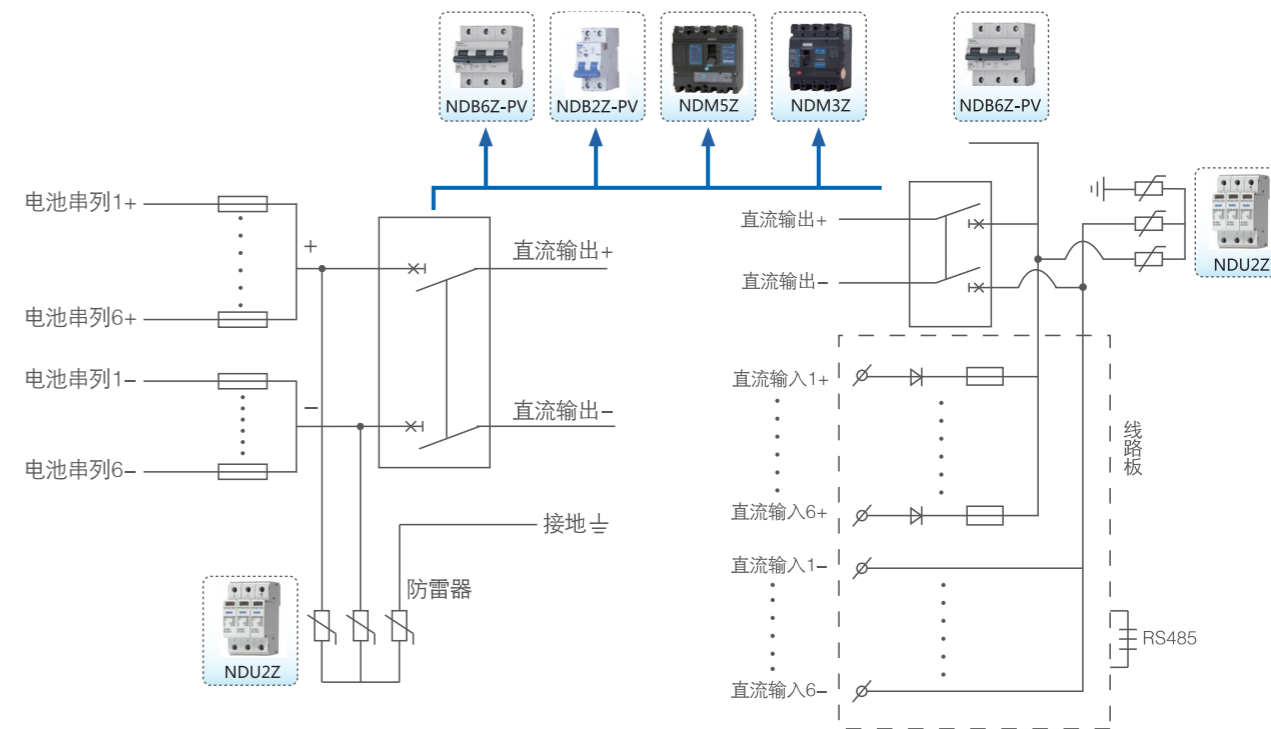 NDB6Z-PV
NDB2Z-PV
NDM5Z
NDM3Z
NDB6Z-PV
电池串列1+
+
直流输出+
电池串列6+
电池串列1-
-
直流输出-
电池串列6-
接地
防雷器
NDU2Z
直流输出+
直流输出-
NDU2Z
直流输入1+
线路板
直流输入6+
直流输入1-
RS485
直流输入6-